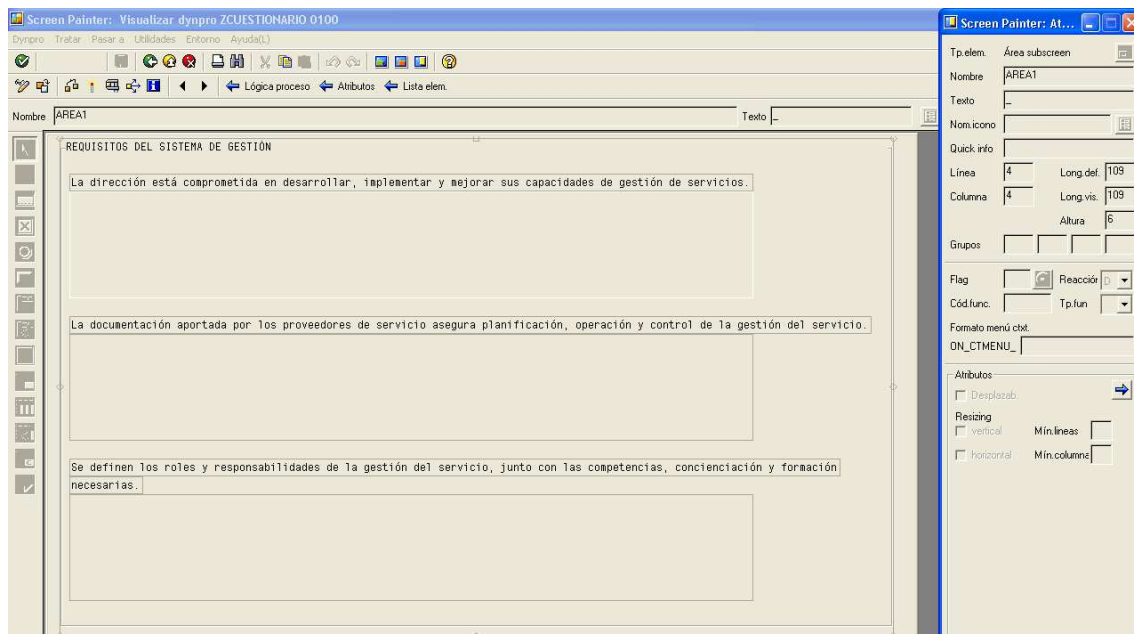 Screen Painter: Visualizar dynpro ZCUESTIONARIO 0100
Dynpro Tratar Pasar a Utilidades Entorno Ayuda(L)
Lógica proceso Atributos Lista elem.
Nombre AREA1 Texto _
REQUISITOS DEL SISTEMA DE GESTIÓN
La dirección está comprometida en desarrollar, implementar y mejorar sus capacidades de gestión de servicios.
La documentación aportada por los proveedores de servicio asegura planificación, operación y control de la gestión del servicio.
Se definen los roles y responsabilidades de la gestión del servicio, junto con las competencias, concienciación y formación
necesarias.
Screen Painter: At...
Tp.elem. Área subscreen
Nombre AREA1
Texto _
Nom.icono
Quick info
Línea 4 Long.def. 109
Columna 4 Long.vis. 109
Altura 6
Grupos
Flag Reacción D
Cód.func. Tp.fun
Formato menú ctxt.
ON_CTMENU_
Atributos
Desplazab.
Resizing
vertical Mín.líneas
horizontal Mín.columna